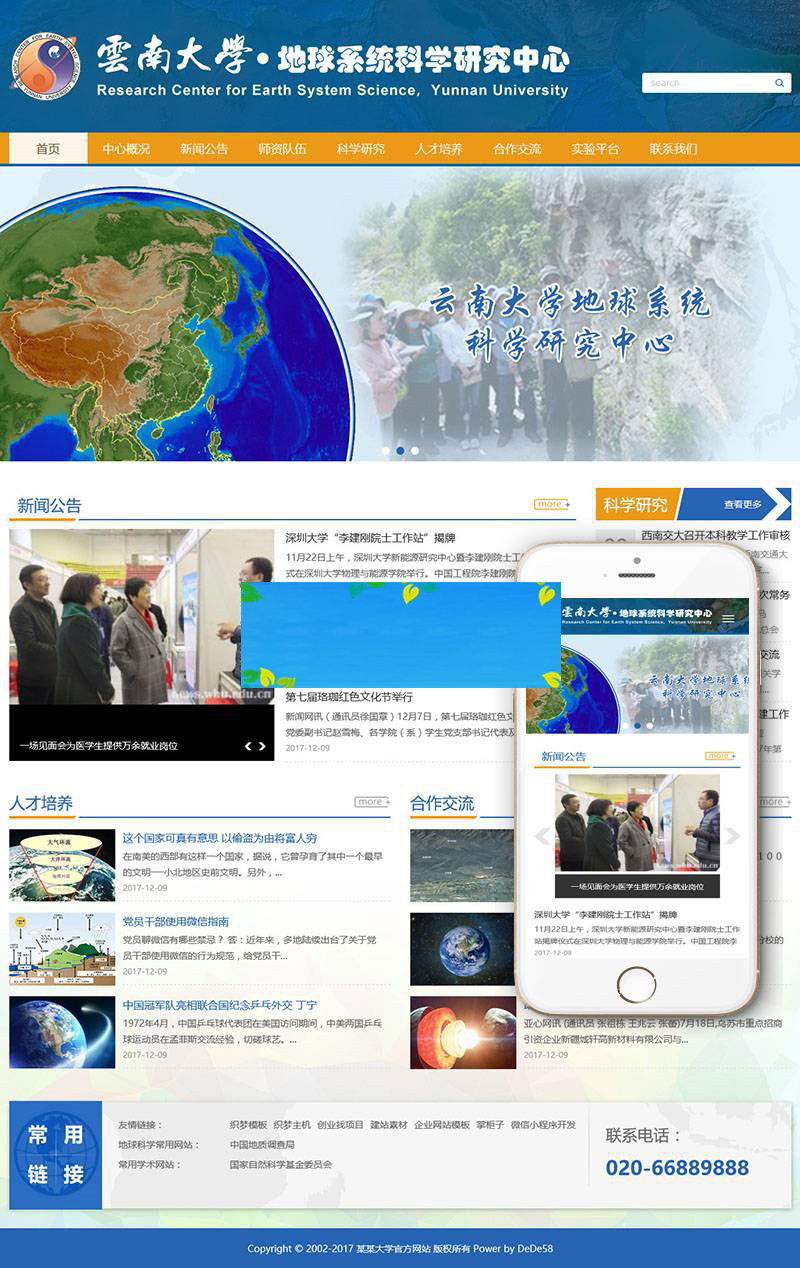 雲南大學·地球系统科学研究中心
Research Center for Earth System Science, Yunnan University
search
首页 中心概况 新闻公告 师资队伍 科学研究 人才培养 合作交流 实验平台 联系我们
云南大学地球系统
科学研究中心
新闻公告
more +
一场见面会为医学生提供万余就业岗位
深圳大学“李建刚院士工作站”揭牌
11月22日上午,深圳大学新能源研究中心暨李建刚院士工
式在深圳大学物理与能源学院举行。中国工程院李建刚院
第七届珞珈红色文化节举行
新闻网讯(通讯员徐国章)12月7日,第七届珞珈红色文
党委副书记赵雪梅、各学院(系)学生党支部书记代表及
2017-12-09
科学研究
查看更多
西南交大召开本科教学工作审核
雲南大學·地球系统科学研究中心
Research Center for Earth System Science, Yunnan University
云南大学地球系统
科学研究中心
新闻公告
more +
一场见面会为医学生提供万余就业岗位
深圳大学“李建刚院士工作站”揭牌
11月22日上午,深圳大学新能源研究中心暨李建刚院士工作
站揭牌仪式在深圳大学物理与能源学院举行。中国工程院李
2017-12-09
人才培养
more +
这个国家可真有意思 以偷盗为由将富人穷
在南美的西部有这样一个国家,据说,它曾孕育了其中一个最早
的文明──小北地区史前文明。另外,...
2017-12-09
党员干部使用微信指南
党员聊微信有哪些禁忌? 答:近年来,多地陆续出台了关于党
员干部使用微信的行为规范,给党员干...
2017-12-09
中国冠军队亮相联合国纪念乒乓外交 丁宁
1972年4月,中国乒乓球代表团在美国访问期间,中美两国乒乓
球运动员在孟菲斯交流经验,切磋球艺。...
2017-12-09
合作交流
more +
亚心网讯 (通讯员 张祖栋 王兆云 张蕾)7月18日,乌苏市重点招商
引资企业新疆城轩高新材料有限公司与...
2017-12-09
常用
链接
友情链接: 织梦模板 织梦主机 创业找项目 建站素材 企业网站模板 掌柜子 微信小程序开发
地球科学常用网站: 中国地质调查局
常用学术网站: 国家自然科学基金委员会
联系电话:
020-66889888
Copyright © 2002-2017 某某大学官方网站 版权所有 Power by DeDe58